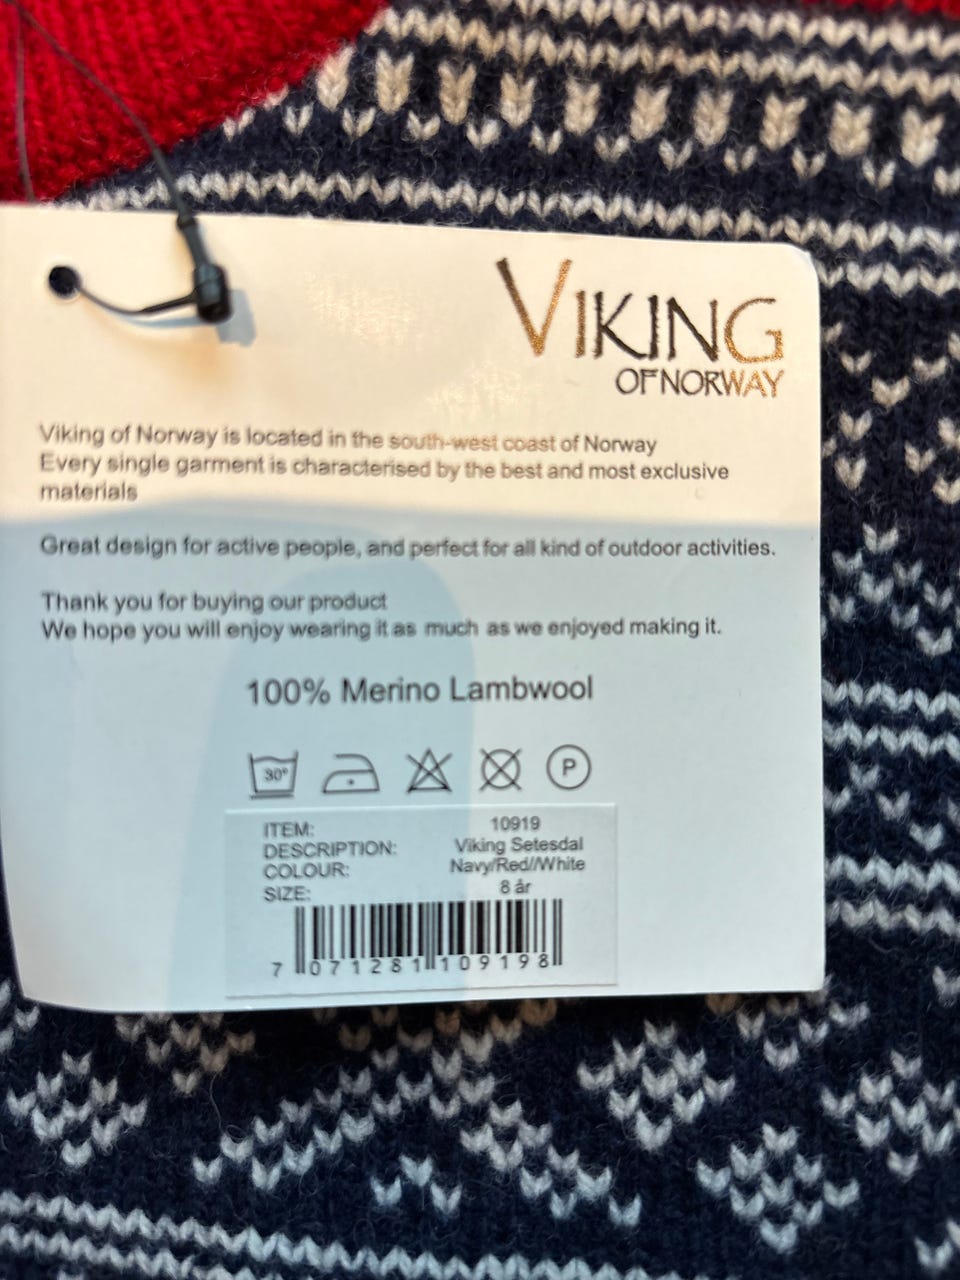 VIKING
OFNORWAY
Viking of Norway is located in the south-west coast of Norway
Every single garment is characterised by the best and most exclusive
materials
Great design for active people, and perfect for all kind of outdoor activities.
Thank you for buying our product
We hope you will enjoy wearing it as much as we enjoyed making it.
100% Merino Lambwool
30° P
ITEM: 10919
DESCRIPTION: Viking Setesdal
COLOUR: Navy/Red//White
SIZE: 8 år
7 071281 109198